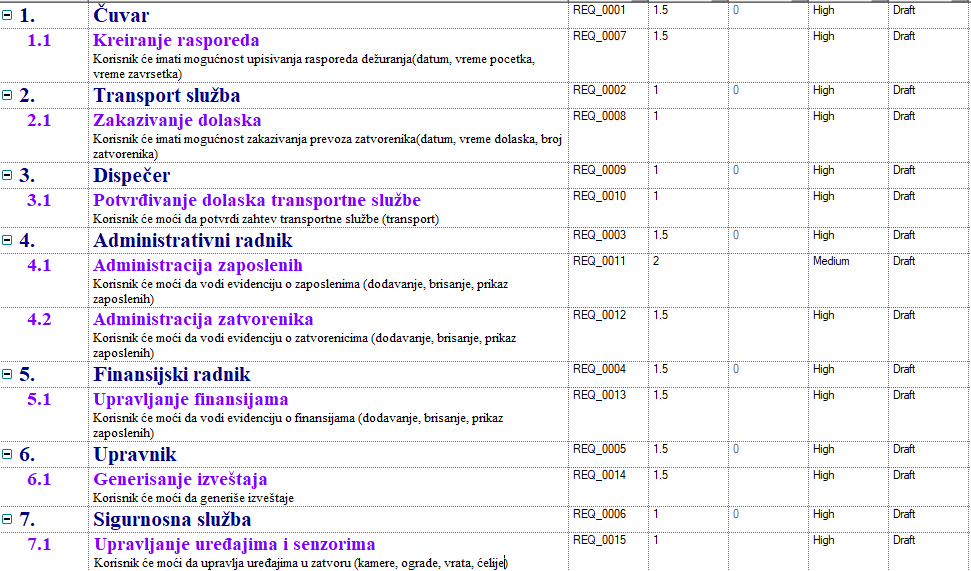 1. Čuvar REQ_0001 1.5 0 High Draft
1.1 Kreiranje rasporeda REQ_0007 1.5 High Draft
Korisnik će imati mogućnost upisivanja rasporeda dežuranja(datum, vreme pocetka,
vreme zavrsetka)
2. Transport služba REQ_0002 1 0 High Draft
2.1 Zakazivanje dolaska REQ_0008 1 High Draft
Korisnik će imati mogućnost zakazivanja prevoza zatvorenika(datum, vreme dolaska, broj
zatvorenika)
3. Dispečer REQ_0009 1 0 High Draft
3.1 Potvrđivanje dolaska transportne službe REQ_0010 1 High Draft
Korisnik će moći da potvrdi zahtev transportne službe (transport)
4. Administrativni radnik REQ_0003 1.5 0 High Draft
4.1 Administracija zaposlenih REQ_0011 2 Medium Draft
Korisnik će moći da vodi evidenciju o zaposlenima (dodavanje, brisanje, prikaz
zaposlenih)
4.2 Administracija zatvorenika REQ_0012 1.5 High Draft
Korisnik će moći da vodi evidenciju o zatvorenicima (dodavanje, brisanje, prikaz
zaposlenih)
5. Finansijski radnik REQ_0004 1.5 0 High Draft
5.1 Upravljanje finansijama REQ_0013 1.5 High Draft
Korisnik će moći da vodi evidenciju o finansijama (dodavanje, brisanje, prikaz
zaposlenih)
6. Upravnik REQ_0005 1.5 0 High Draft
6.1 Generisanje izveštaja REQ_0014 1.5 High Draft
Korisnik će moći da generiše izveštaje
7. Sigurnosna služba REQ_0006 1 0 High Draft
7.1 Upravljanje uređajima i senzorima REQ_0015 1 High Draft
Korisnik će moći da upravlja uređajima u zatvoru (kamere, ograde, vrata, ćelije)